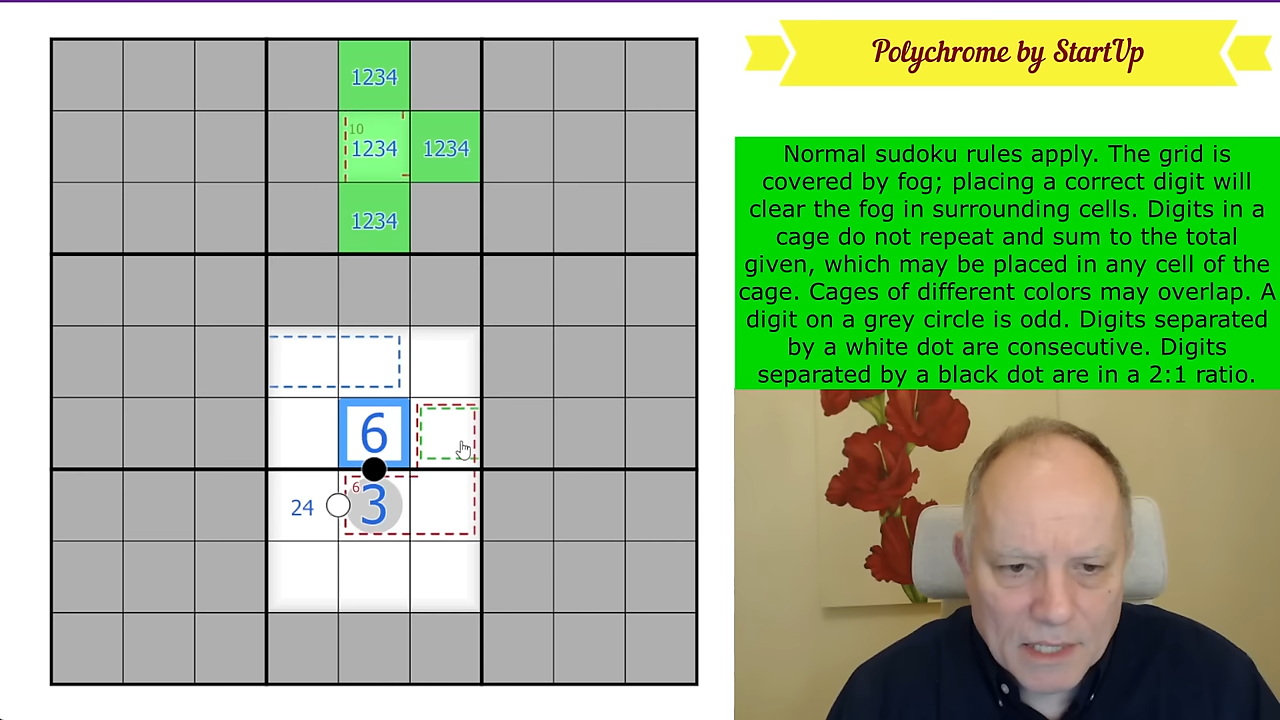 Polychrome by StartUp
Normal sudoku rules apply. The grid is
covered by fog; placing a correct digit will
clear the fog in surrounding cells. Digits in a
cage do not repeat and sum to the total
given, which may be placed in any cell of the
cage. Cages of different colors may overlap. A
digit on a grey circle is odd. Digits separated
by a white dot are consecutive. Digits
separated by a black dot are in a 2:1 ratio.
1234
10
1234 1234
1234
6
24 6 3